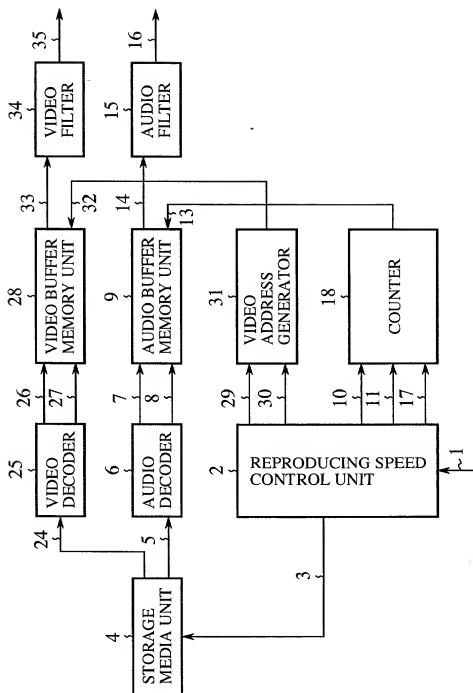 34
VIDEO
FILTER
35
15
AUDIO
FILTER
16
33
32
14
13
28
VIDEO BUFFER
MEMORY UNIT
9
AUDIO BUFFER
MEMORY UNIT
31
VIDEO
ADDRESS
GENERATOR
18
COUNTER
26
27
7
8
29
30
10
11
17
25
VIDEO
DECODER
6
AUDIO
DECODER
2
REPRODUCING SPEED
CONTROL UNIT
1
24
5
3
4
STORAGE
MEDIA UNIT